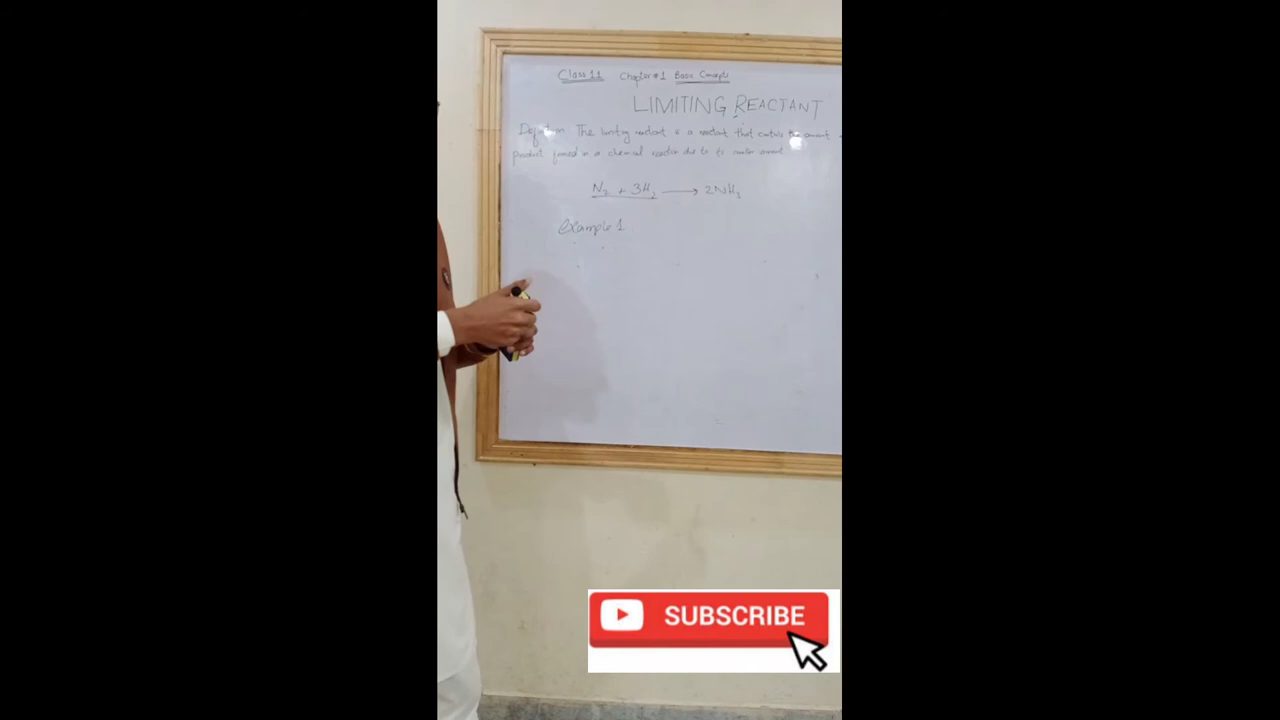 Class 11 Chapter #1 Basic Concepts
LIMITING REACTANT
Definition: The limiting reactant is a reactant that controls the amount
product formed in a chemical reaction due to its smaller amount
N₂ + 3H₂ → 2NH₃
Example 1
SUBSCRIBE